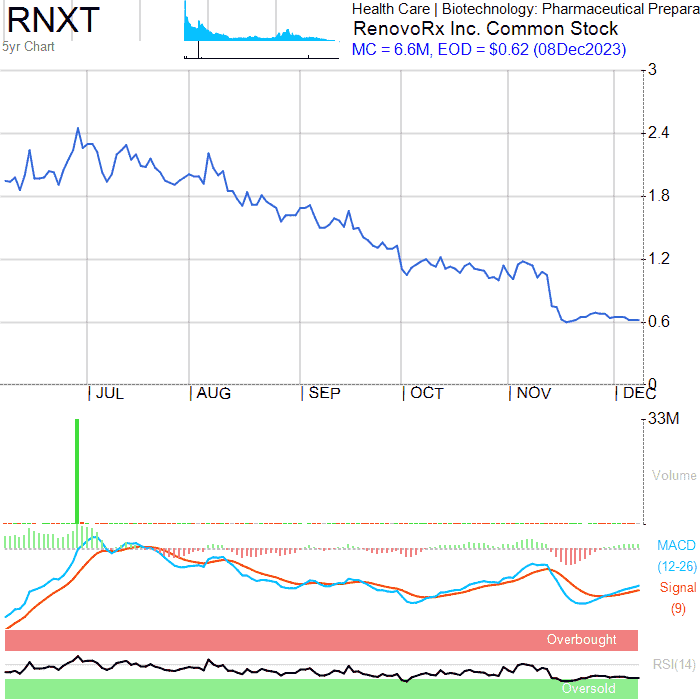 RNXT
5yr Chart
Health Care | Biotechnology: Pharmaceutical Prepara
RenovoRx Inc. Common Stock
MC = 6.6M, EOD = $0.62 (08Dec2023)
3
2.4
1.8
1.2
0.6
0
JUL AUG SEP OCT NOV DEC
33M
Volume
MACD
(12-26)
Signal
(9)
Overbought
RSI(14)
Oversold